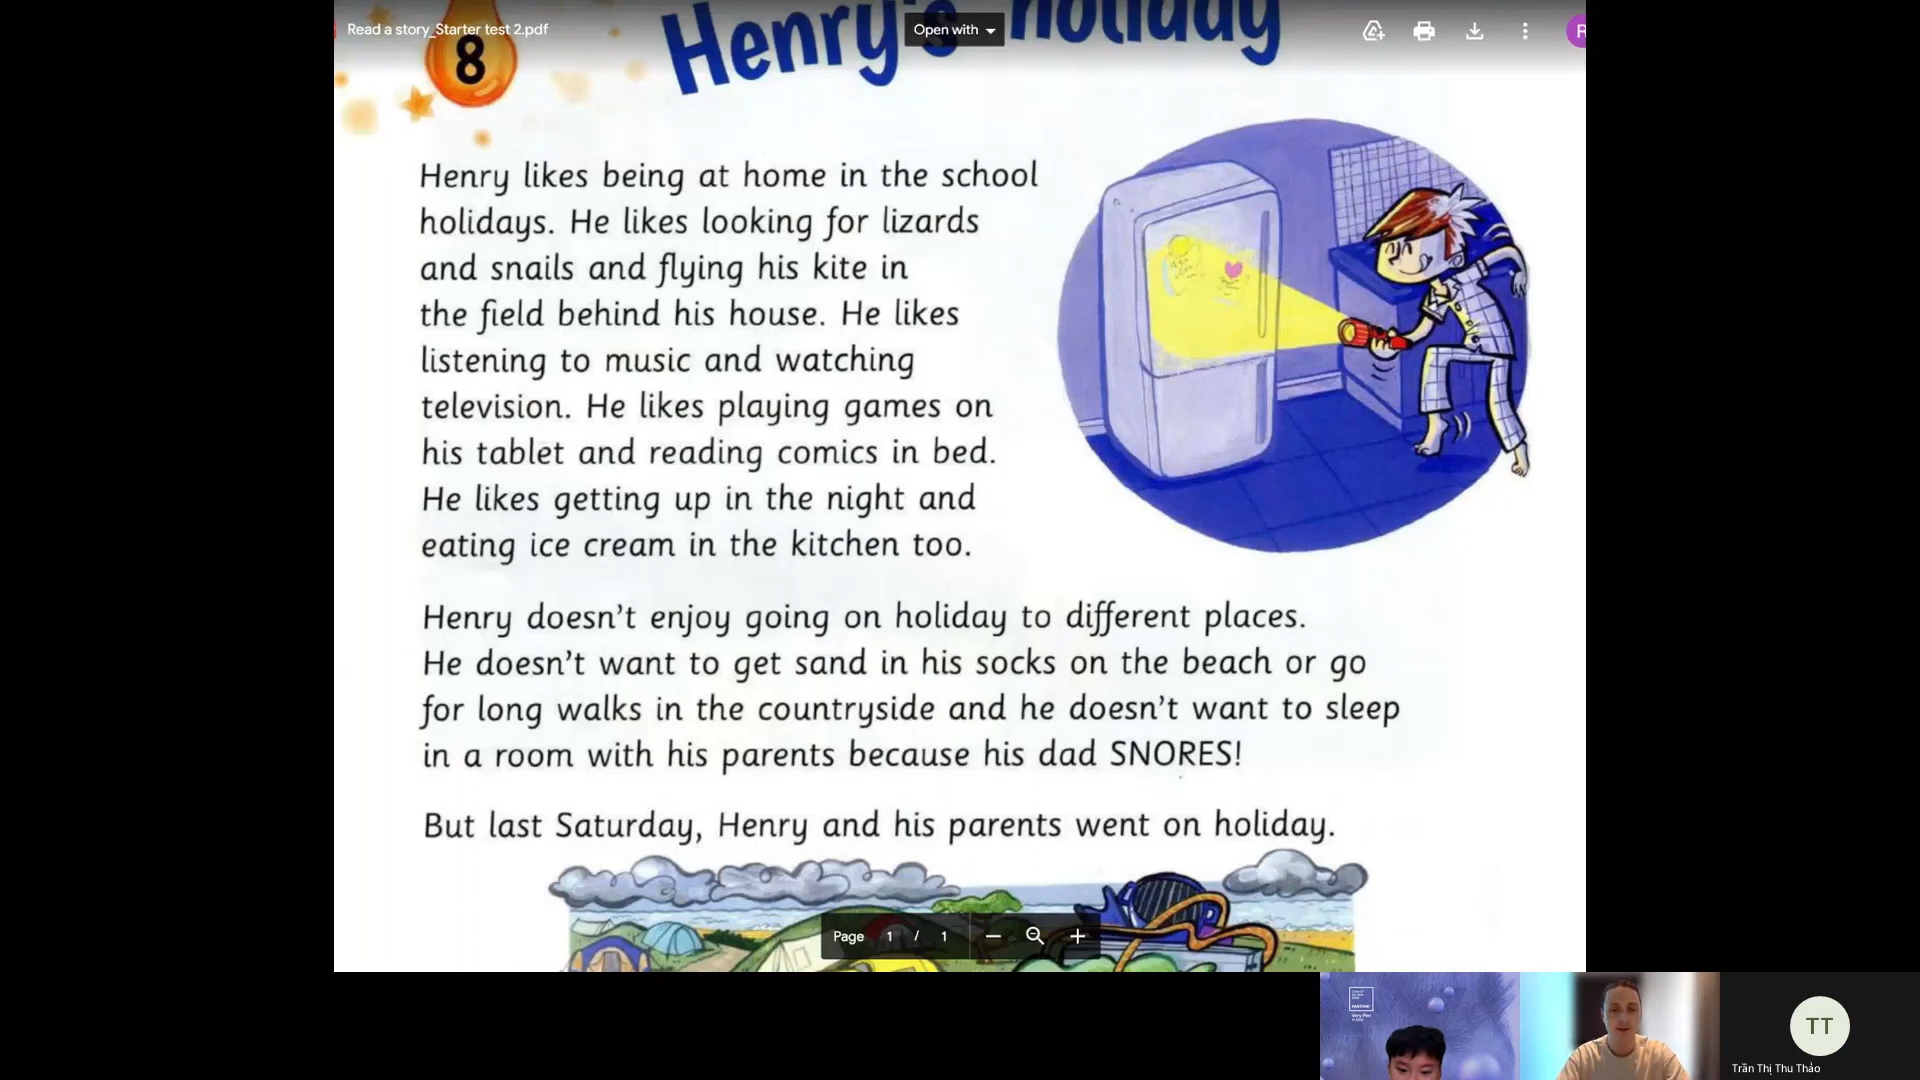 Read a story_Starter test 2.pdf
Open with
R
8
Henry's holiday
Henry likes being at home in the school
holidays. He likes looking for lizards
and snails and flying his kite in
the field behind his house. He likes
listening to music and watching
television. He likes playing games on
his tablet and reading comics in bed.
He likes getting up in the night and
eating ice cream in the kitchen too.
Henry doesn't enjoy going on holiday to different places.
He doesn't want to get sand in his socks on the beach or go
for long walks in the countryside and he doesn't want to sleep
in a room with his parents because his dad SNORES!
But last Saturday, Henry and his parents went on holiday.
Page 1 / 1
PANTONE
Very Peri
TT
Trần Thị Thu Thảo